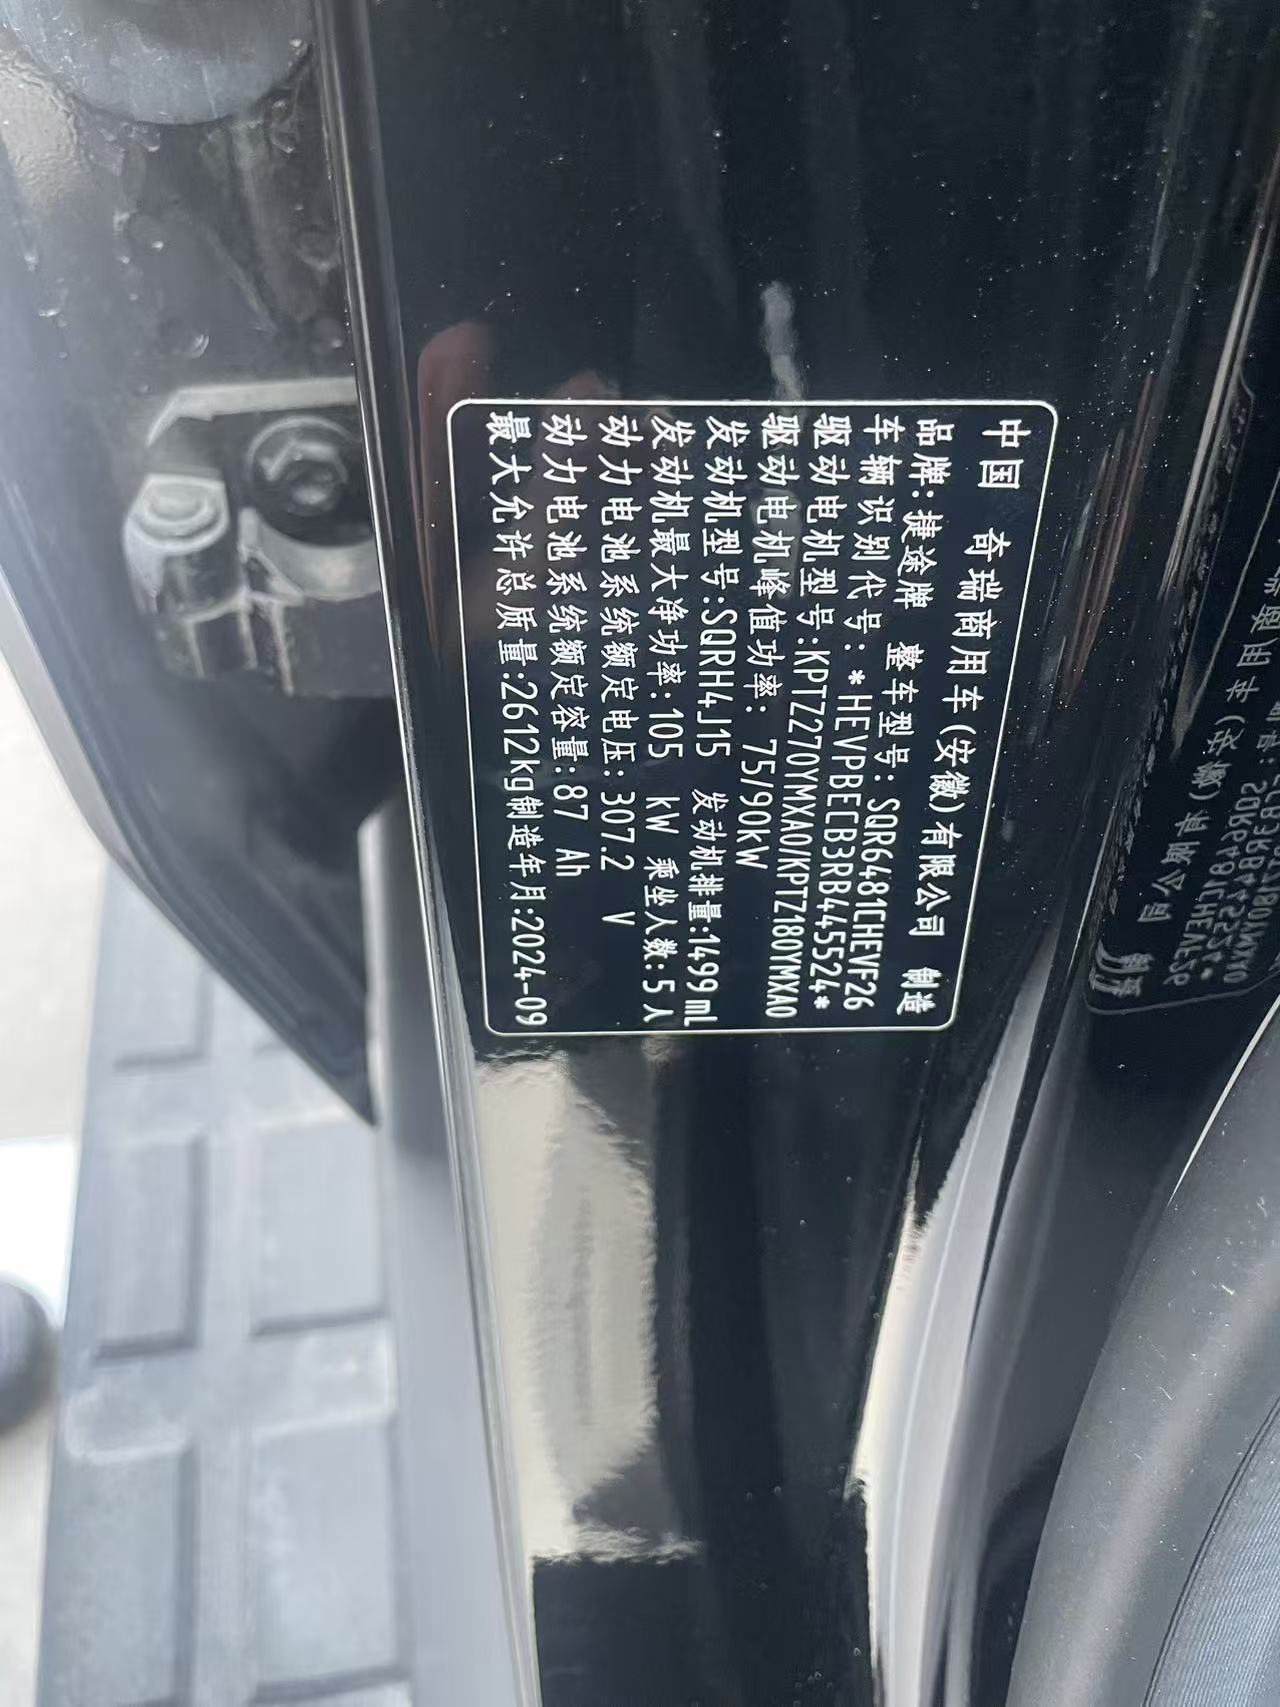 中国 奇瑞商用车(安徽)有限公司 制造
品牌:捷途牌 整车型号: SQR6481CHEVF26
车辆识别代号: *HEVPBECB3RB445524*
驱动电机型号:KPTZ270YMXA0/KPTZ180YMXA0
驱动电机峰值功率: 75/90kW
发动机型号:SQRH4J15 发动机排量:1499mL
发动机最大净功率:105 kW 乘坐人数:5人
动力电池系统额定电压:307.2 V
动力电池系统额定容量:87 Ah
最大允许总质量:2612kg制造年月:2024-09